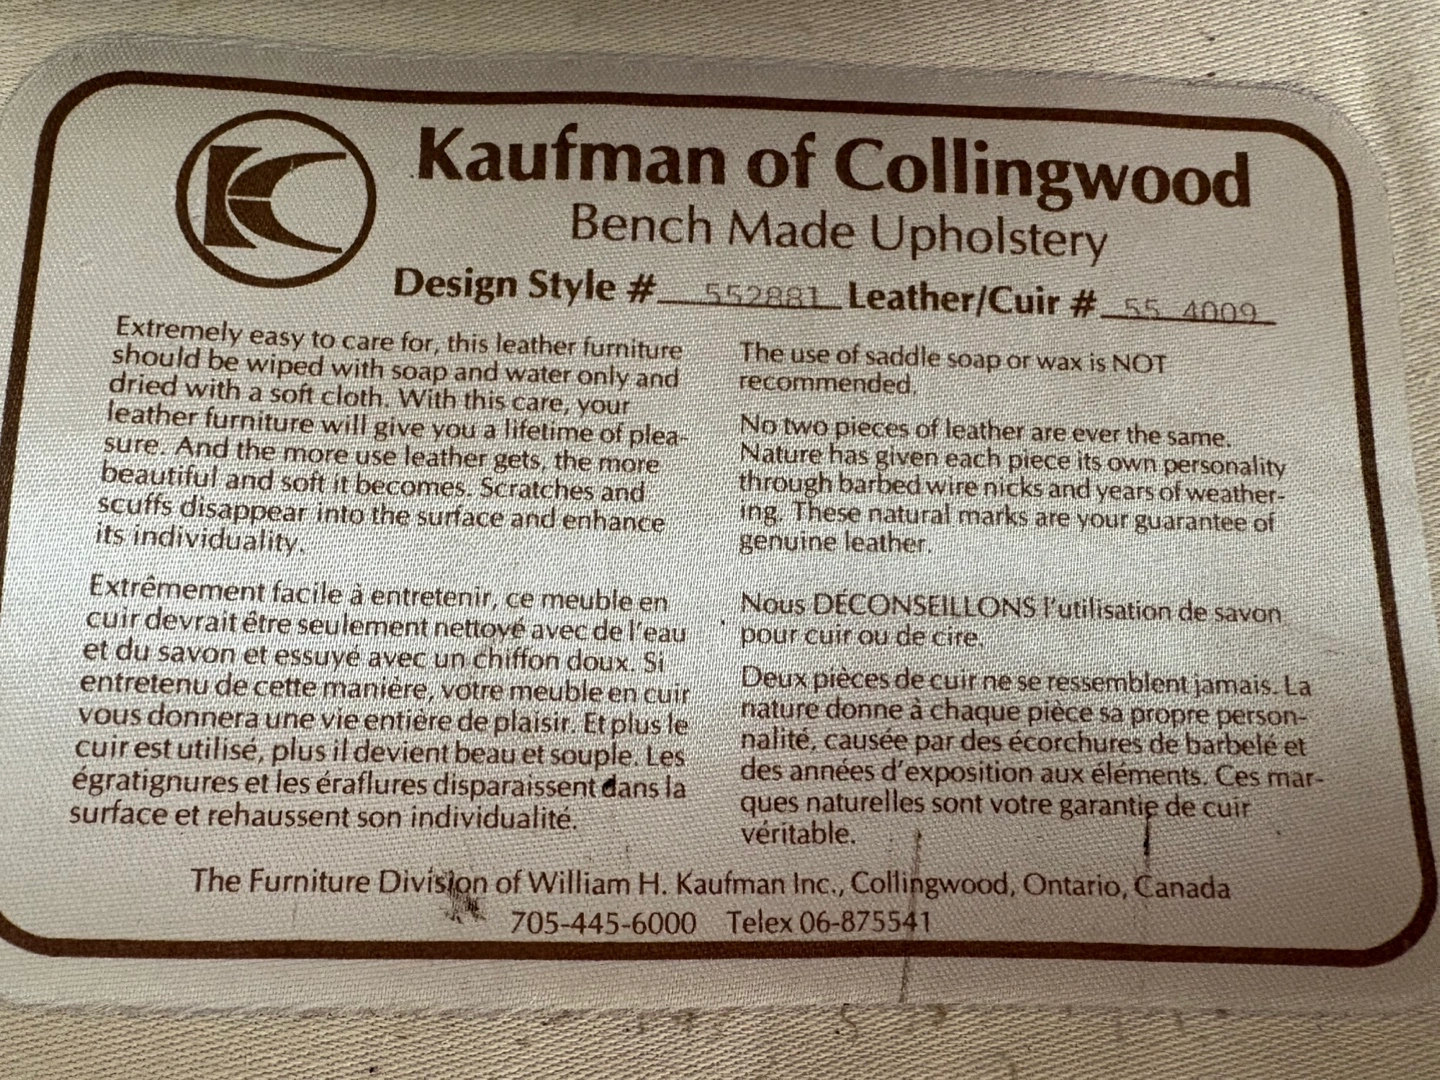 KC
Kaufman of Collingwood
Bench Made Upholstery
Design Style # 552881 Leather/Cuir # 55 4009
Extremely easy to care for, this leather furniture
should be wiped with soap and water only and
dried with a soft cloth. With this care, your
leather furniture will give you a lifetime of plea-
sure. And the more use leather gets, the more
beautiful and soft it becomes. Scratches and
scuffs disappear into the surface and enhance
its individuality.
The use of saddle soap or wax is NOT
recommended.
No two pieces of leather are ever the same.
Nature has given each piece its own personality
through barbed wire nicks and years of weather-
ing. These natural marks are your guarantee of
genuine leather.
Extrêmement facile à entretenir, ce meuble en
cuir devrait être seulement nettoyé avec de l'eau
et du savon et essuyé avec un chiffon doux. Si
entretenu de cette manière, votre meuble en cuir
vous donnera une vie entière de plaisir. Et plus le
cuir est utilisé, plus il devient beau et souple. Les
égratignures et les éraflures disparaissent dans la
surface et rehaussent son individualité.
Nous DECONSEILLONS l'utilisation de savon
pour cuir ou de cire.
Deux pièces de cuir ne se ressemblent jamais. La
nature donne à chaque pièce sa propre person-
nalité, causée par des écorchures de barbelé et
des années d'exposition aux éléments. Ces mar-
ques naturelles sont votre garantie de cuir
véritable.
The Furniture Division of William H. Kaufman Inc., Collingwood, Ontario, Canada
705-445-6000 Telex 06-875541